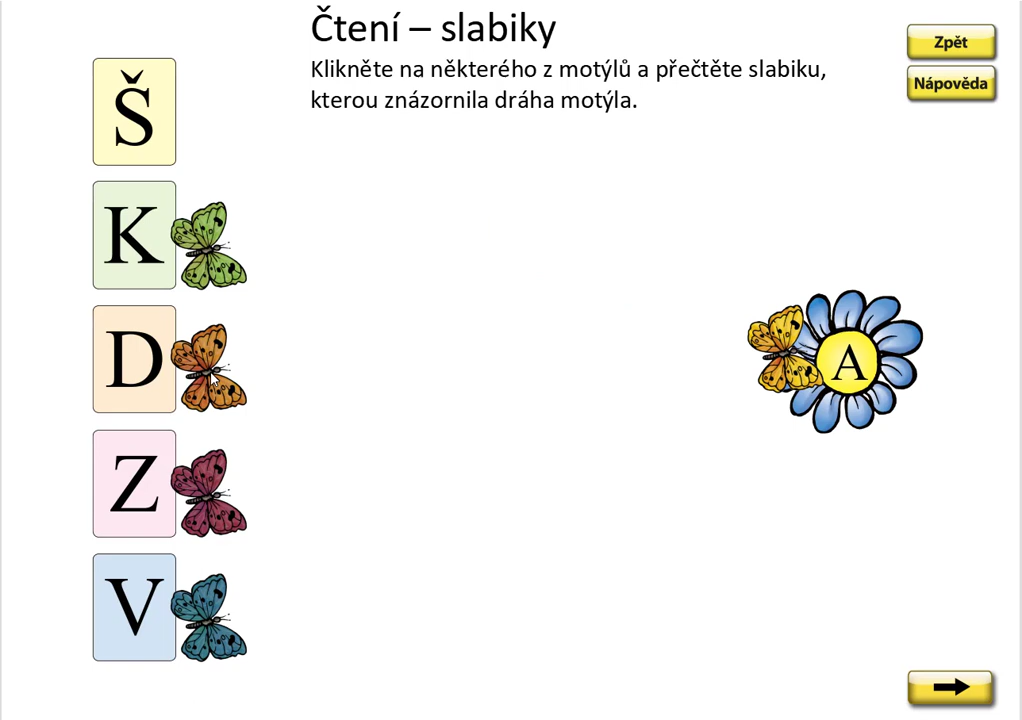 Čtení – slabiky
Klikněte na některého z motýlů a přečtěte slabiku,
kterou znázornila dráha motýla.
Zpět
Nápověda
Š
K
D
Z
V
A